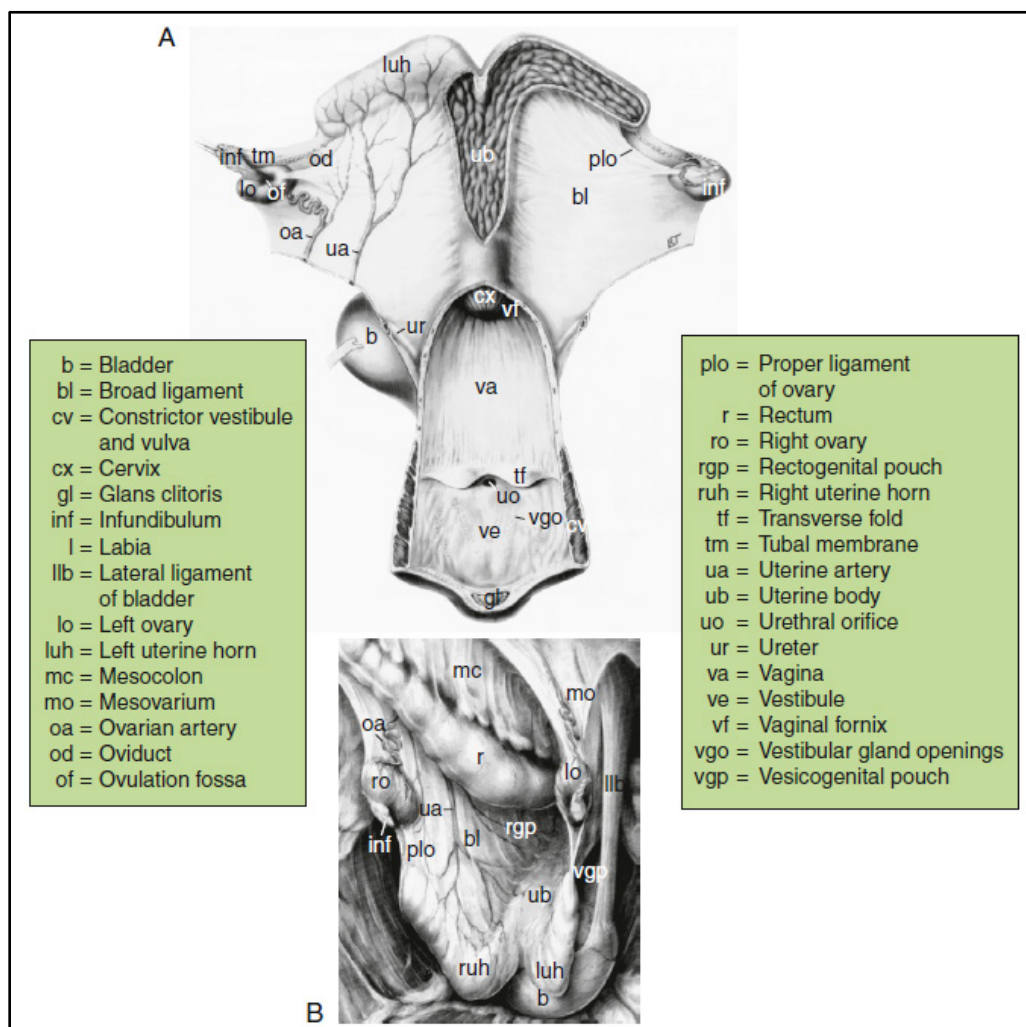 A
luh
inf
tm
od
lo
of
oa
ua
ub
plo
bl
inf
cx
vf
b
ur
va
tf
uo
vgo
ve
cv
gl
b = Bladder
bl = Broad ligament
cv = Constrictor vestibule
and vulva
cx = Cervix
gl = Glans clitoris
inf = Infundibulum
l = Labia
llb = Lateral ligament
of bladder
lo = Left ovary
luh = Left uterine horn
mc = Mesocolon
mo = Mesovarium
oa = Ovarian artery
od = Oviduct
of = Ovulation fossa
plo = Proper ligament
of ovary
r = Rectum
ro = Right ovary
rgp = Rectogenital pouch
ruh = Right uterine horn
tf = Transverse fold
tm = Tubal membrane
ua = Uterine artery
ub = Uterine body
uo = Urethral orifice
ur = Ureter
va = Vagina
ve = Vestibule
vf = Vaginal fornix
vgo = Vestibular gland openings
vgp = Vesicogenital pouch
mc
mo
oa
r
ro
lo
llb
ua
rgp
inf
plo
bl
vgp
ub
ruh
luh
b
B